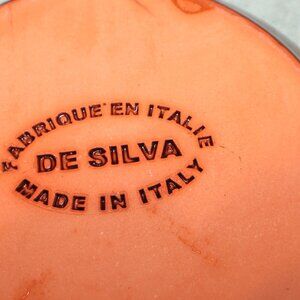 FABRIQUE EN ITALIE
DE SILVA
MADE IN ITALY